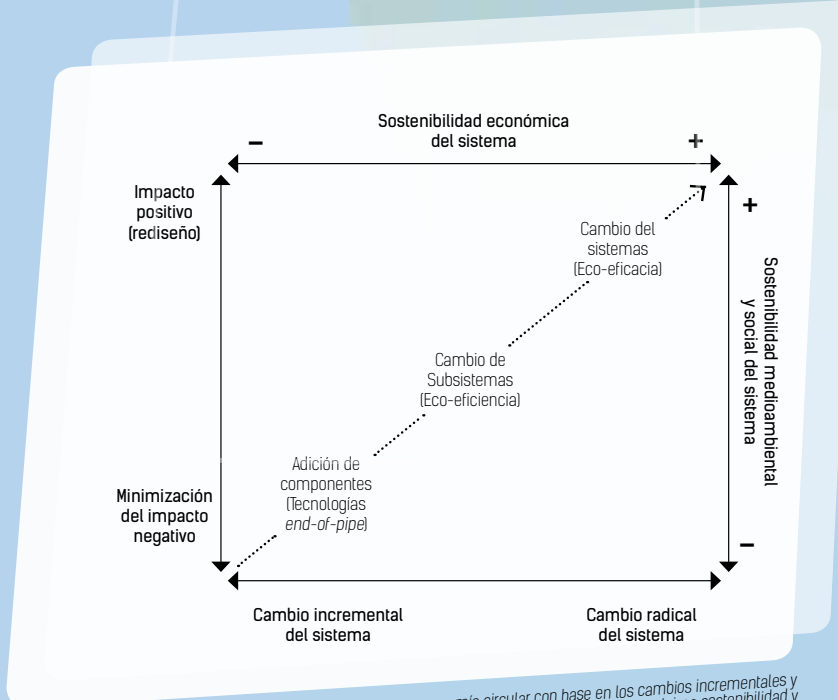 Sostenibilidad económica
del sistema
– +
Impacto
positivo
(rediseño)
+
Cambio del
sistemas
(Eco-eficacia)
Sostenibilidad medioambiental
y social del sistema
Cambio de
Subsistemas
(Eco-eficiencia)
Adición de
componentes
(Tecnologías
end-of-pipe)
Minimización
del impacto
negativo
–
Cambio incremental
del sistema
Cambio radical
del sistema
circular con base en los cambios incrementales y
sostenibilidad y